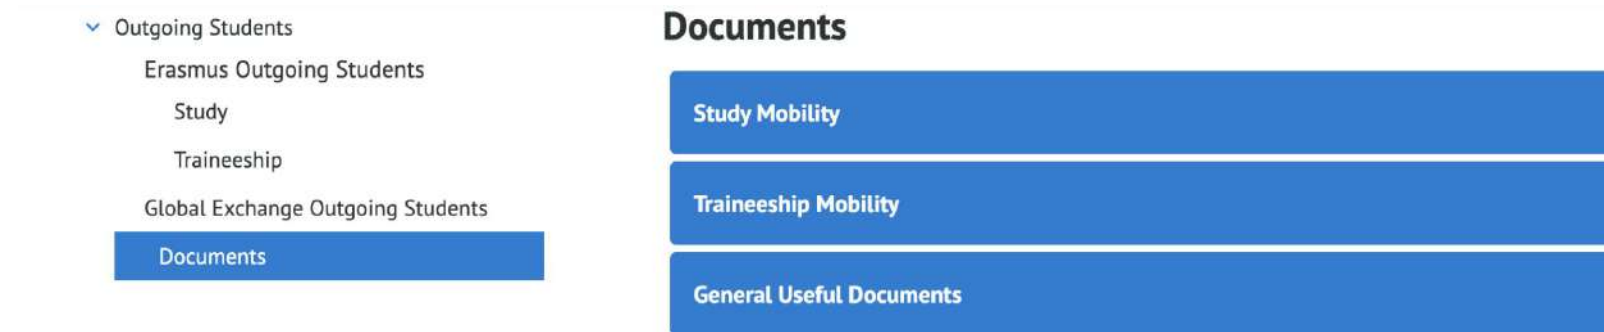 Outgoing Students
Erasmus Outgoing Students
Study
Traineeship
Global Exchange Outgoing Students
Documents
Documents
Study Mobility
Traineeship Mobility
General Useful Documents